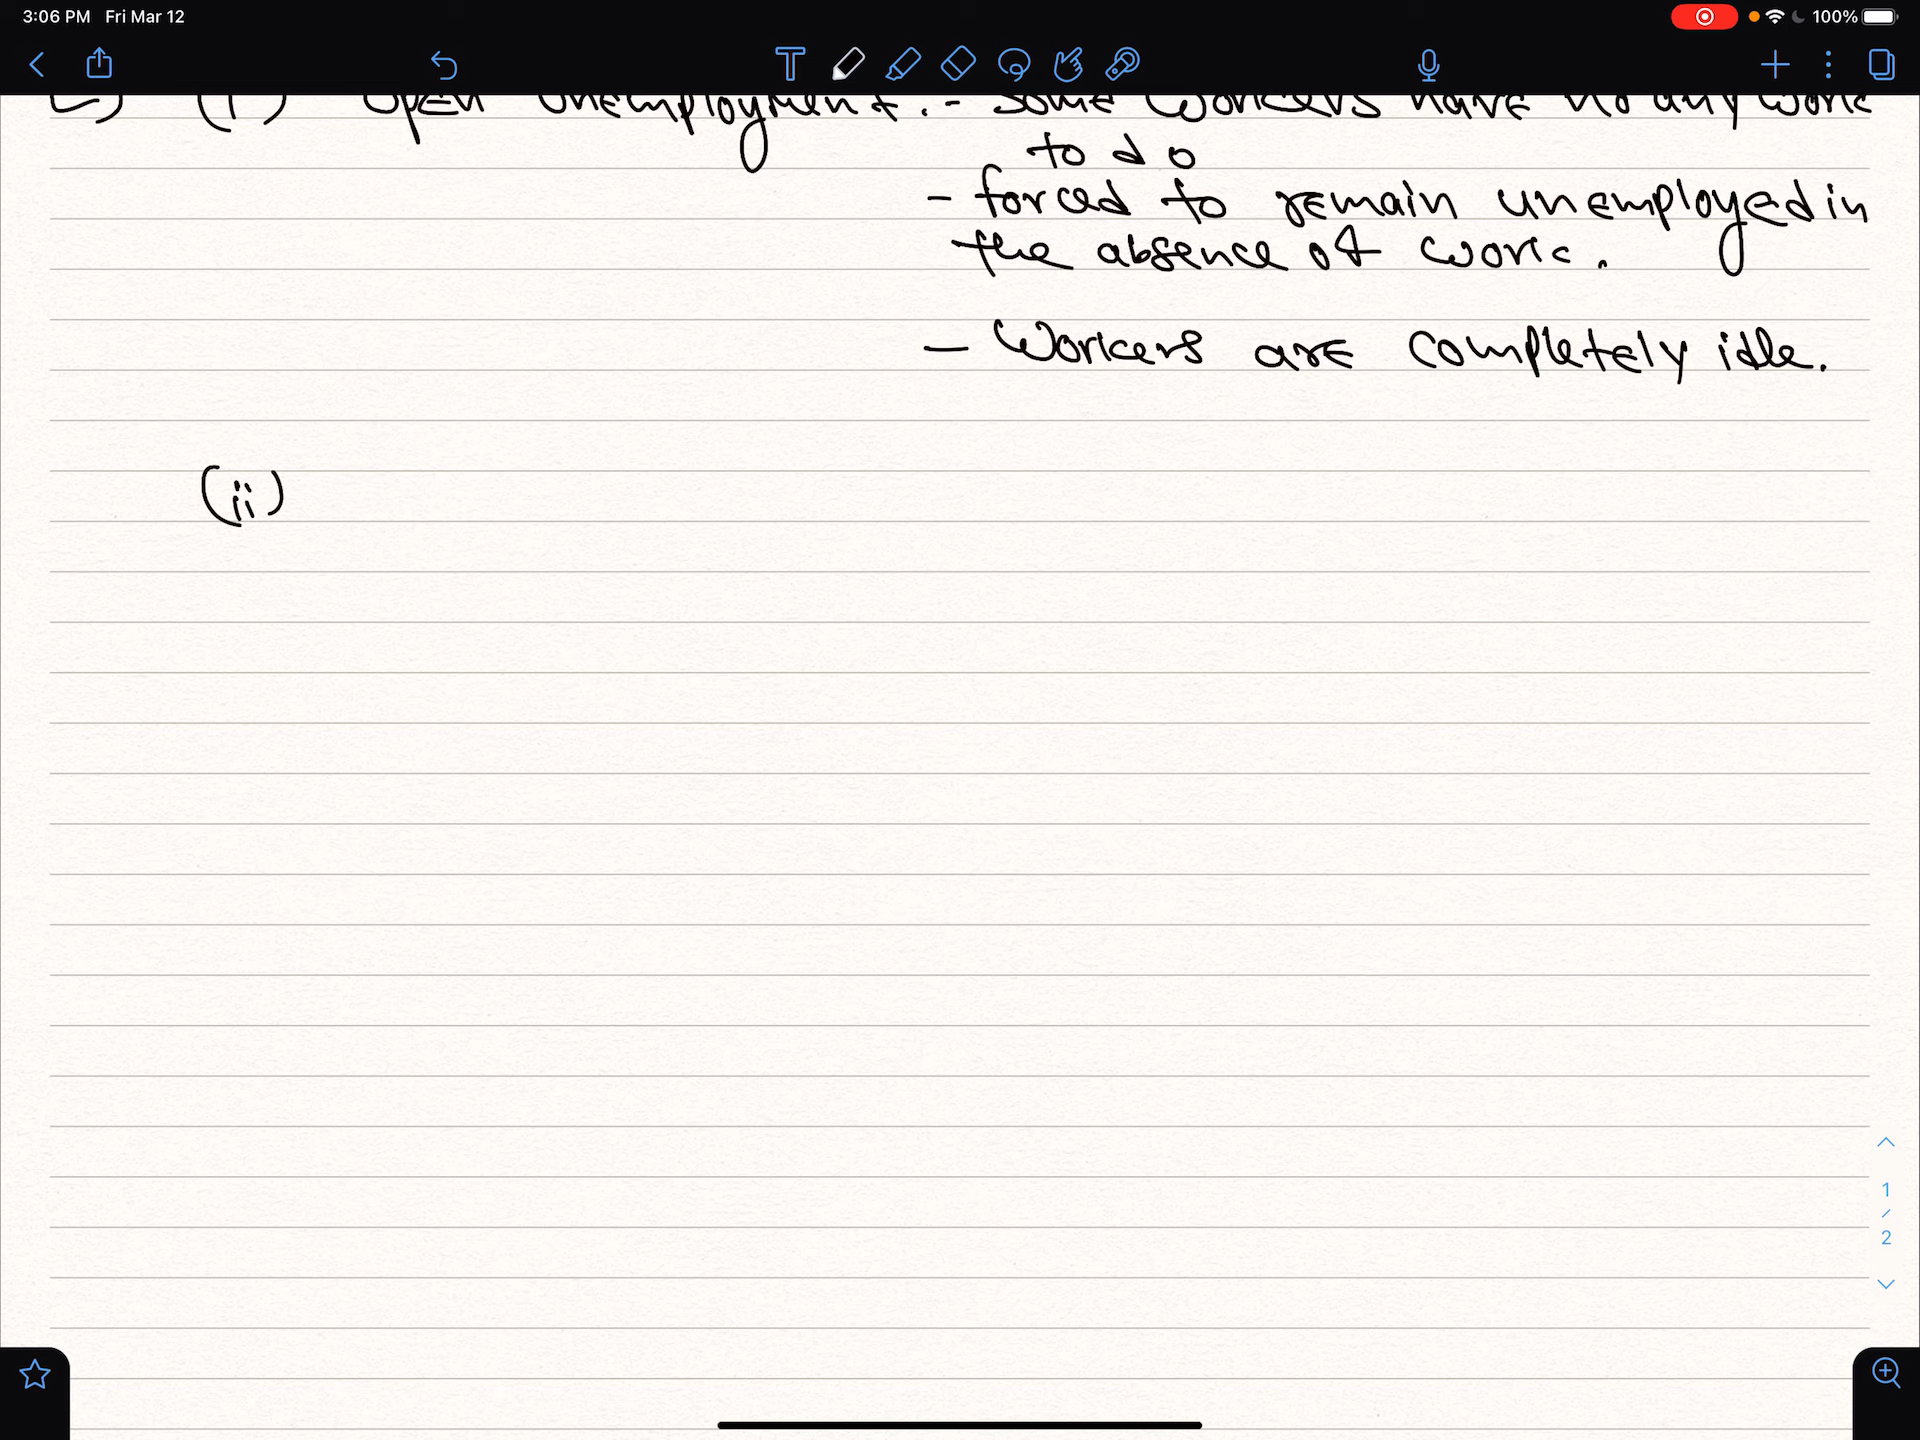 3:06 PM Fri Mar 12
100%
(i) Open Unemployment :- Some workers have no any work
to do
- forced to remain unemployed in
the absence of work.
- Workers are completely idle.
(ii)
1
/
2